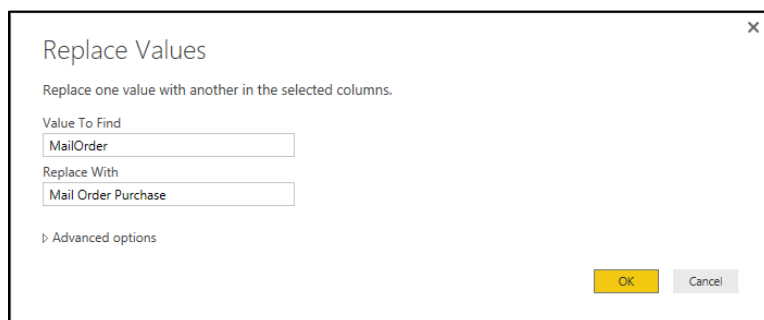 Replace Values
Replace one value with another in the selected columns.
Value To Find
MailOrder
Replace With
Mail Order Purchase
Advanced options
OK Cancel